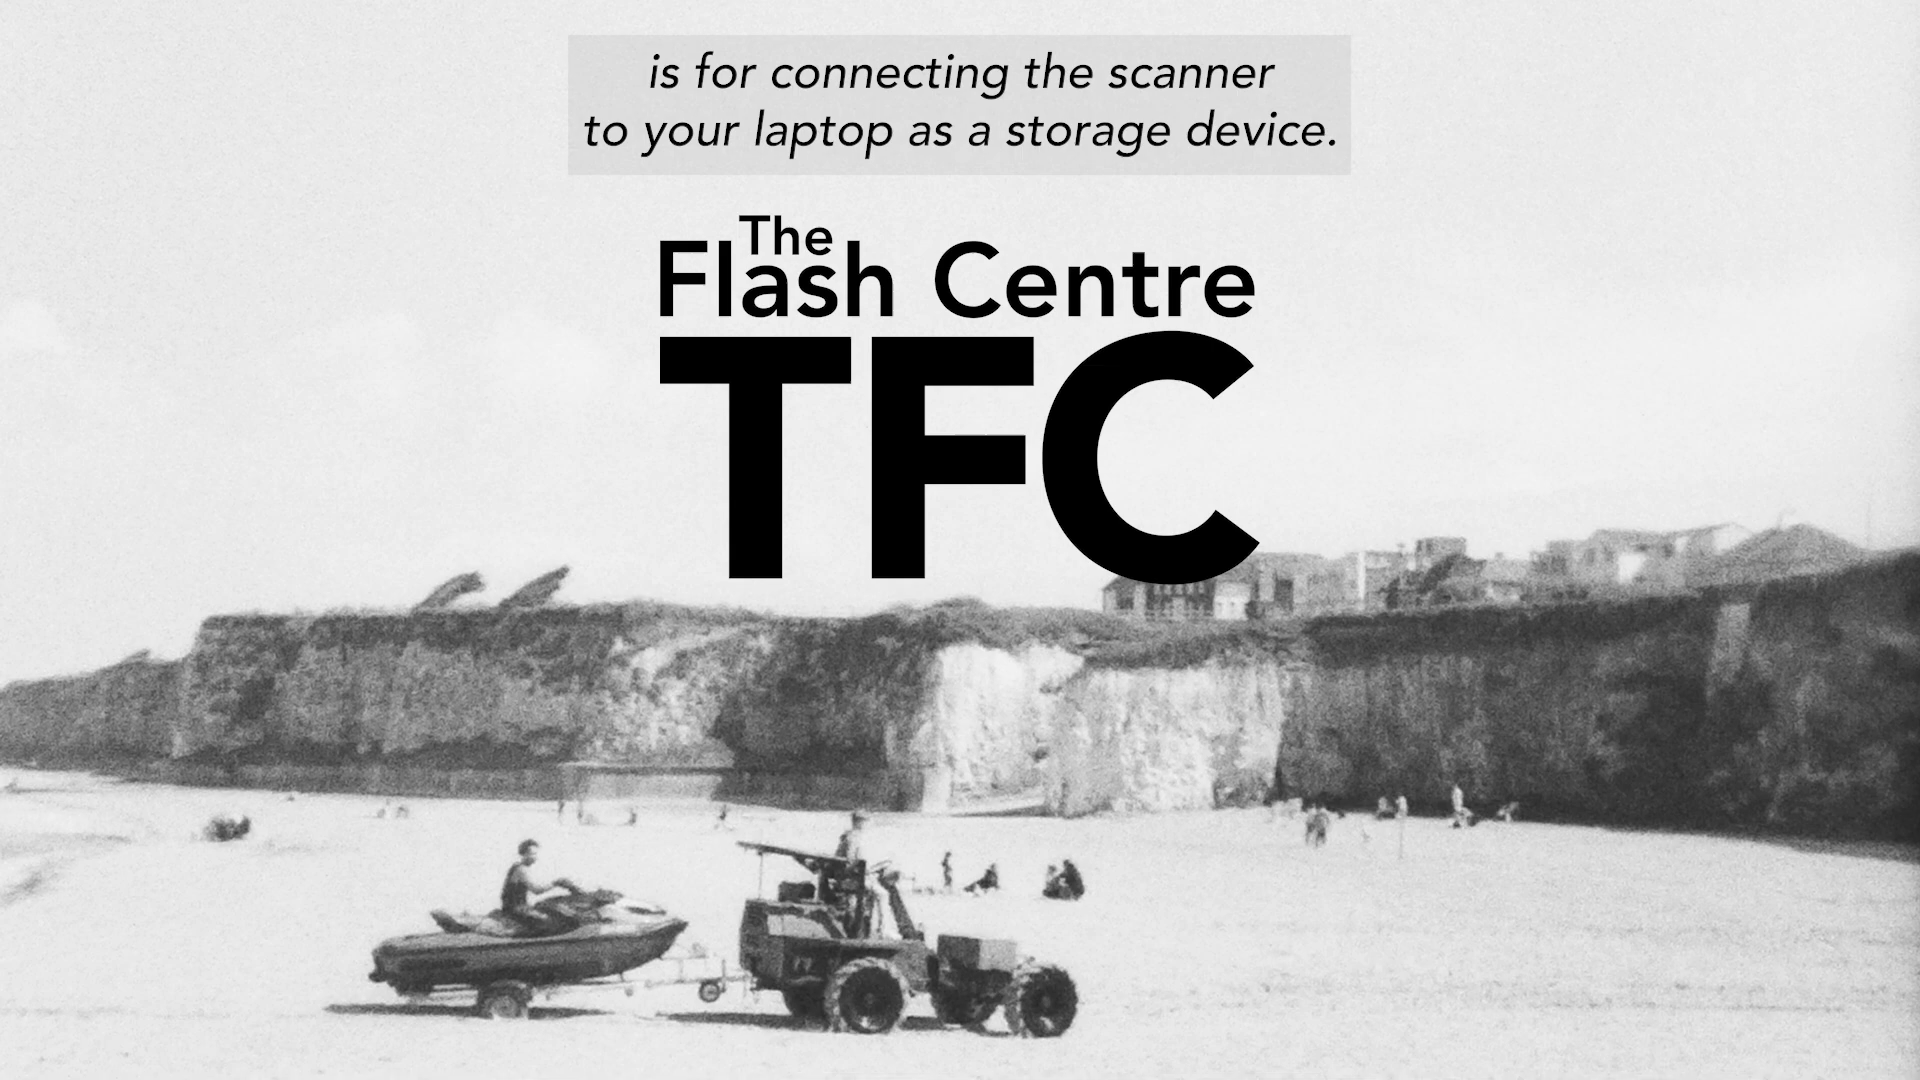 is for connecting the scanner
to your laptop as a storage device.
The
Flash Centre
TFC